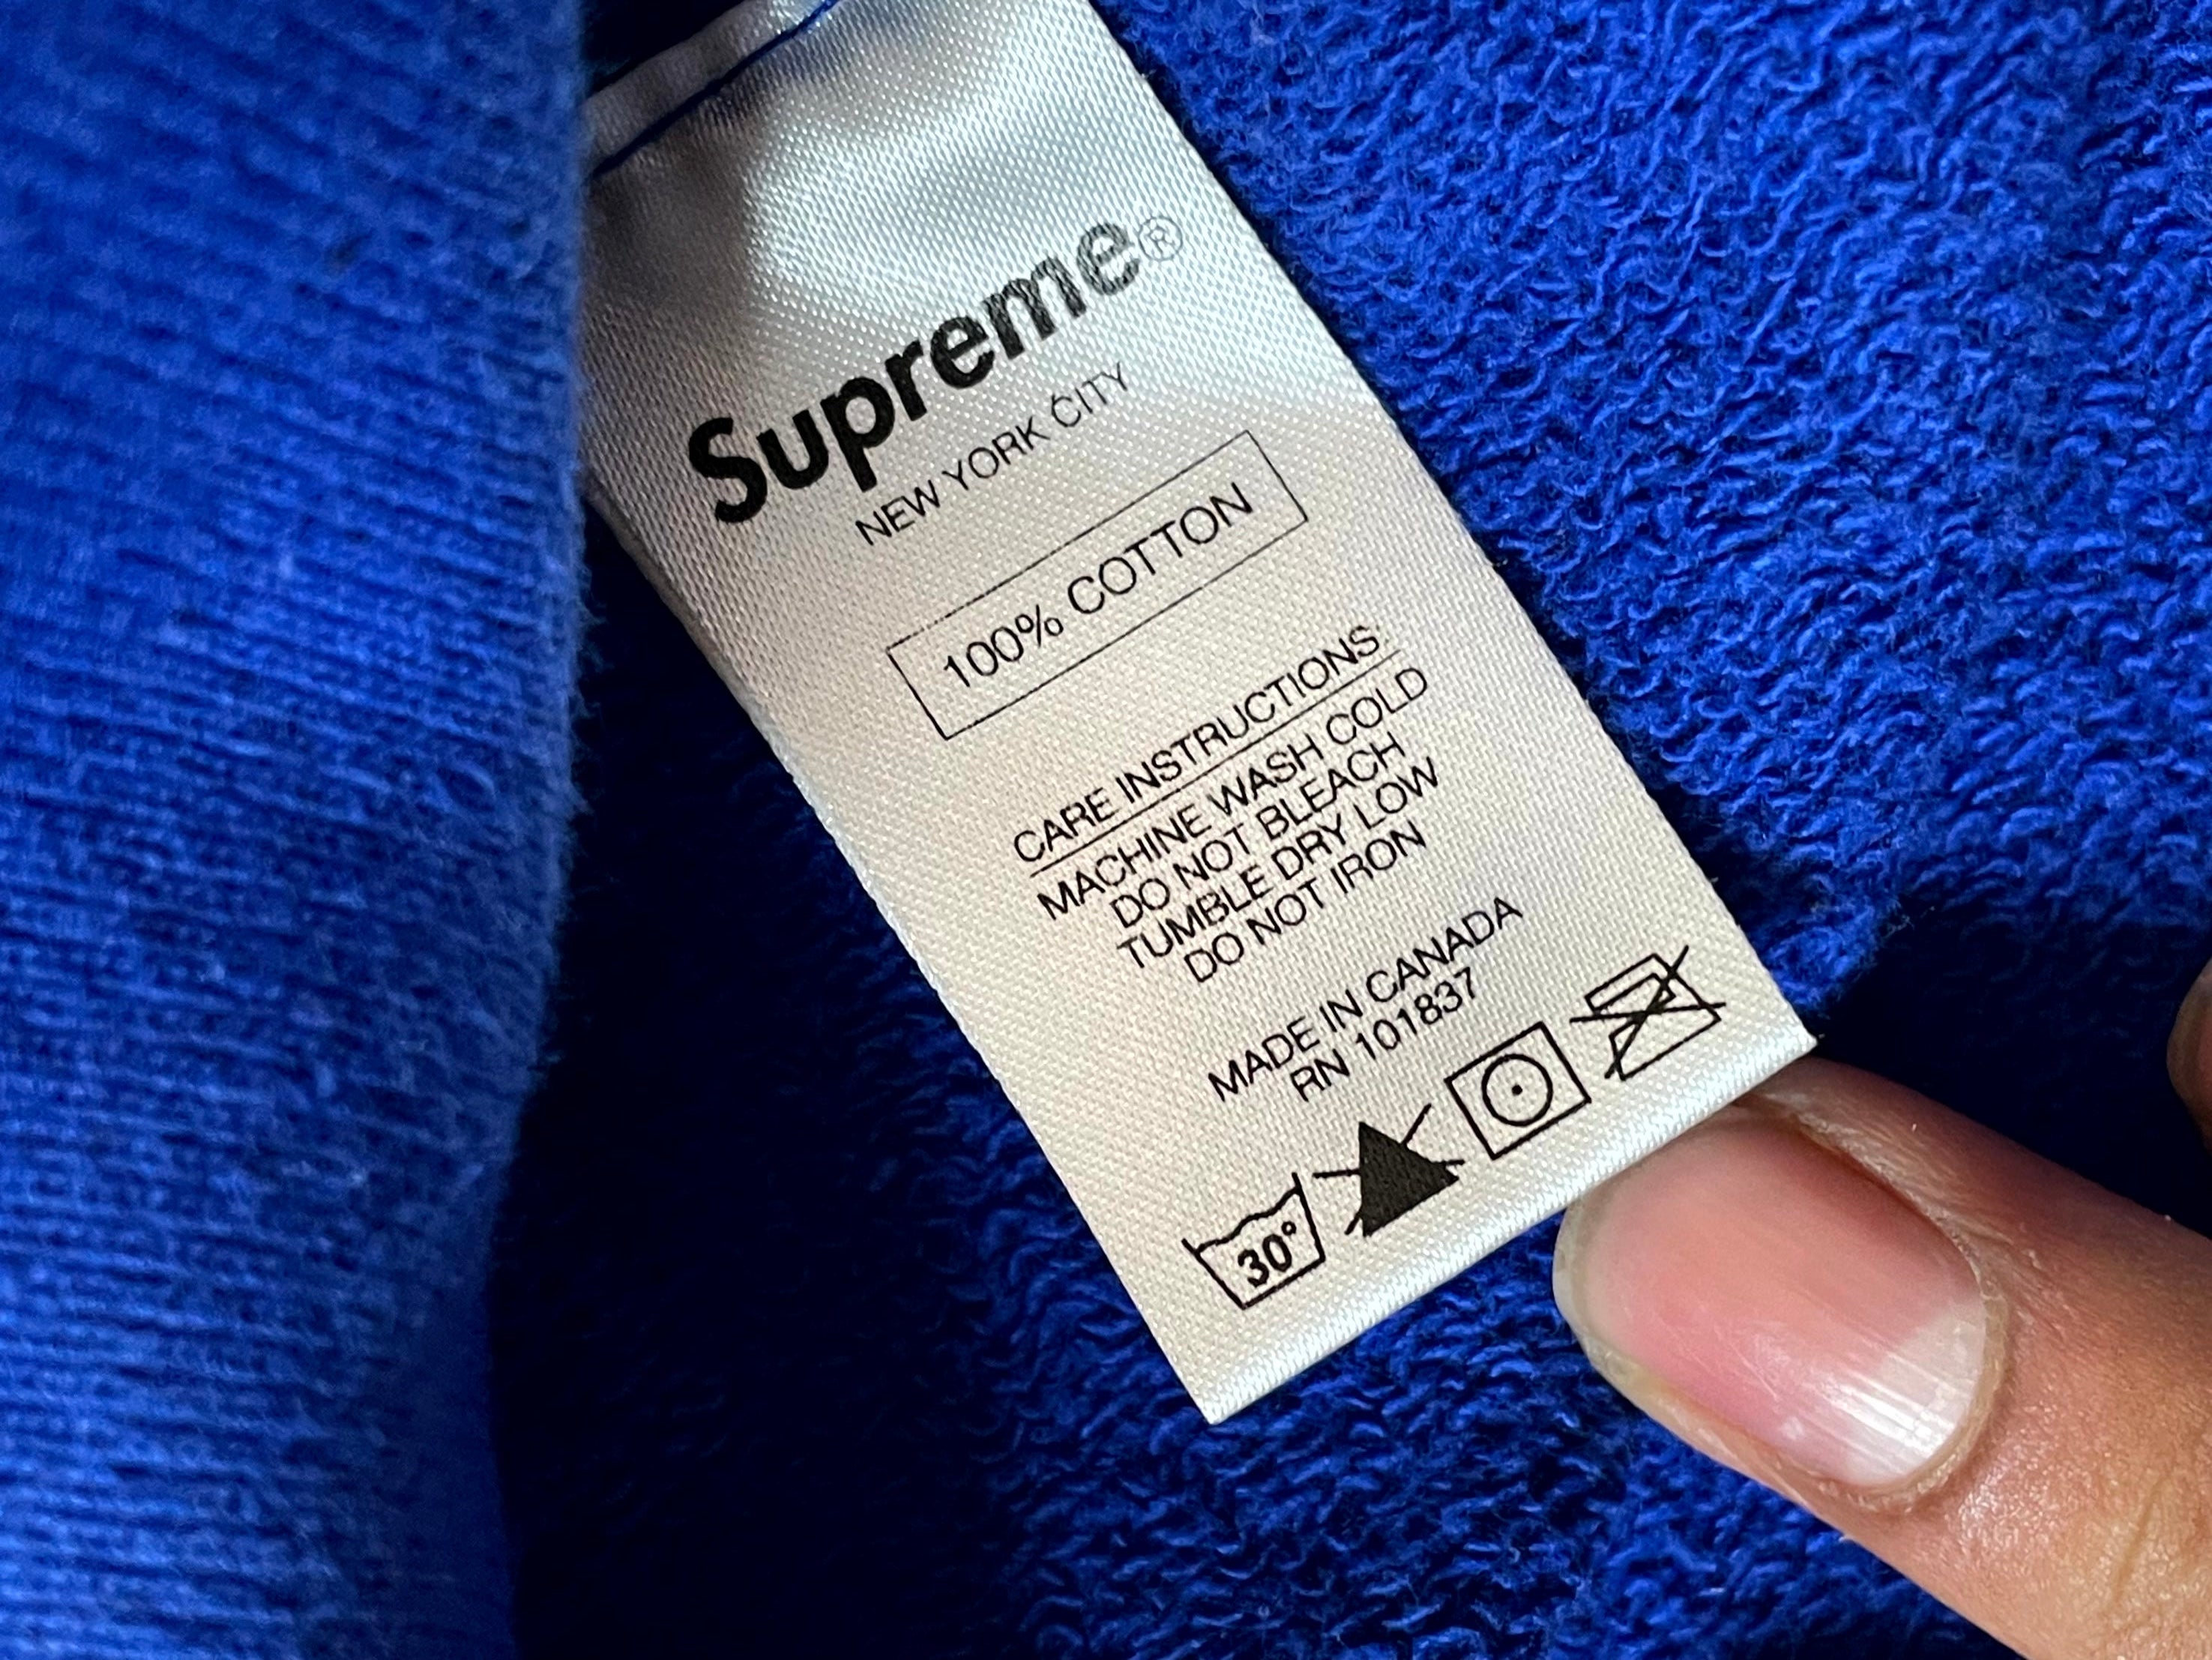 Supreme®
NEW YORK CITY
100% COTTON
CARE INSTRUCTIONS:
MACHINE WASH COLD
DO NOT BLEACH
TUMBLE DRY LOW
DO NOT IRON
MADE IN CANADA
RN 101837
30°